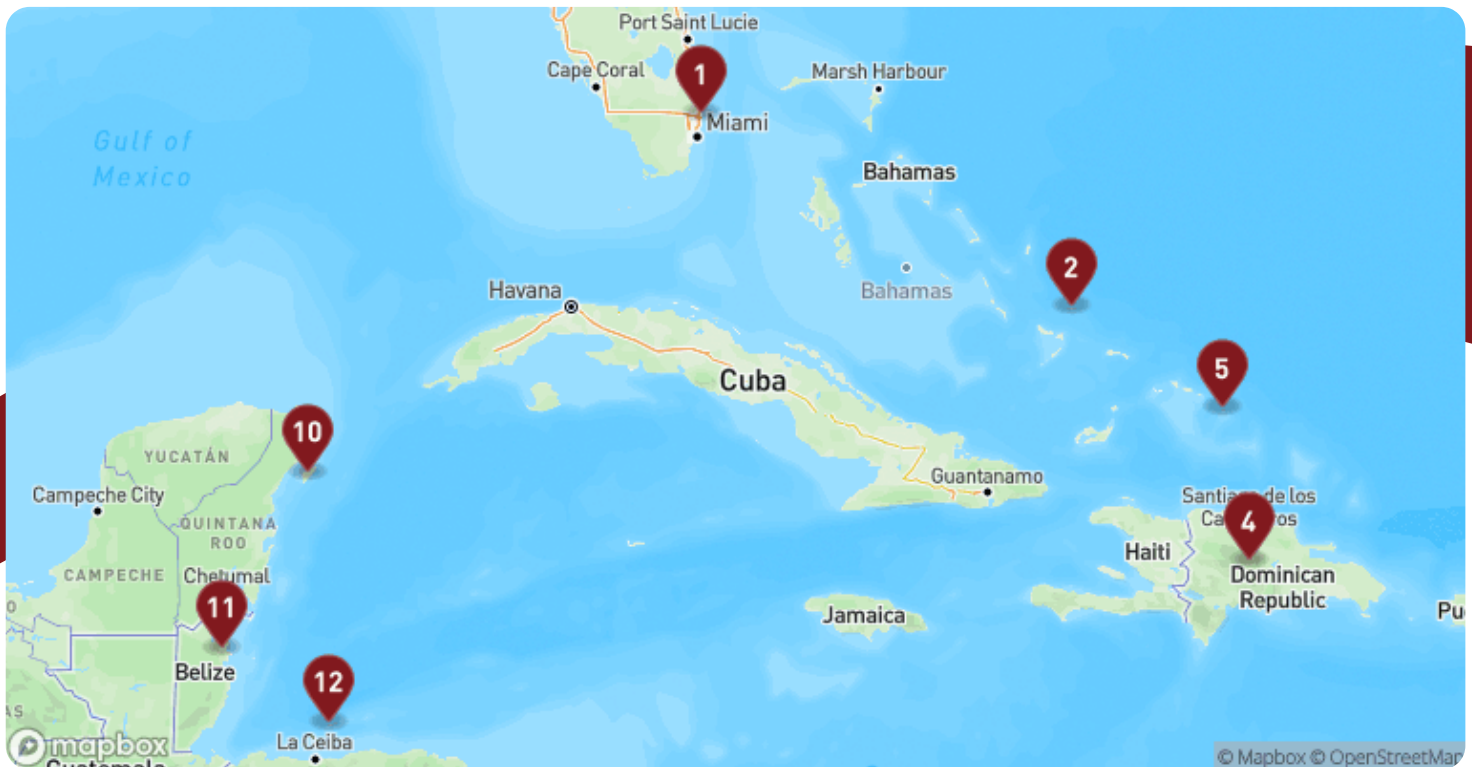 Port Saint Lucie
Cape Coral
1
Marsh Harbour
Miami
Gulf of
Mexico
Bahamas
2
Havana
Bahamas
5
Cuba
10
YUCATÁN
Campeche City
Guantanamo
QUINTANA
ROO
4
Haiti
CAMPECHE
Chetumal
Dominican
Republic
11
Jamaica
Pu
Belize
12
AS
La Ceiba
mapbox
© Mapbox © OpenStreetMap